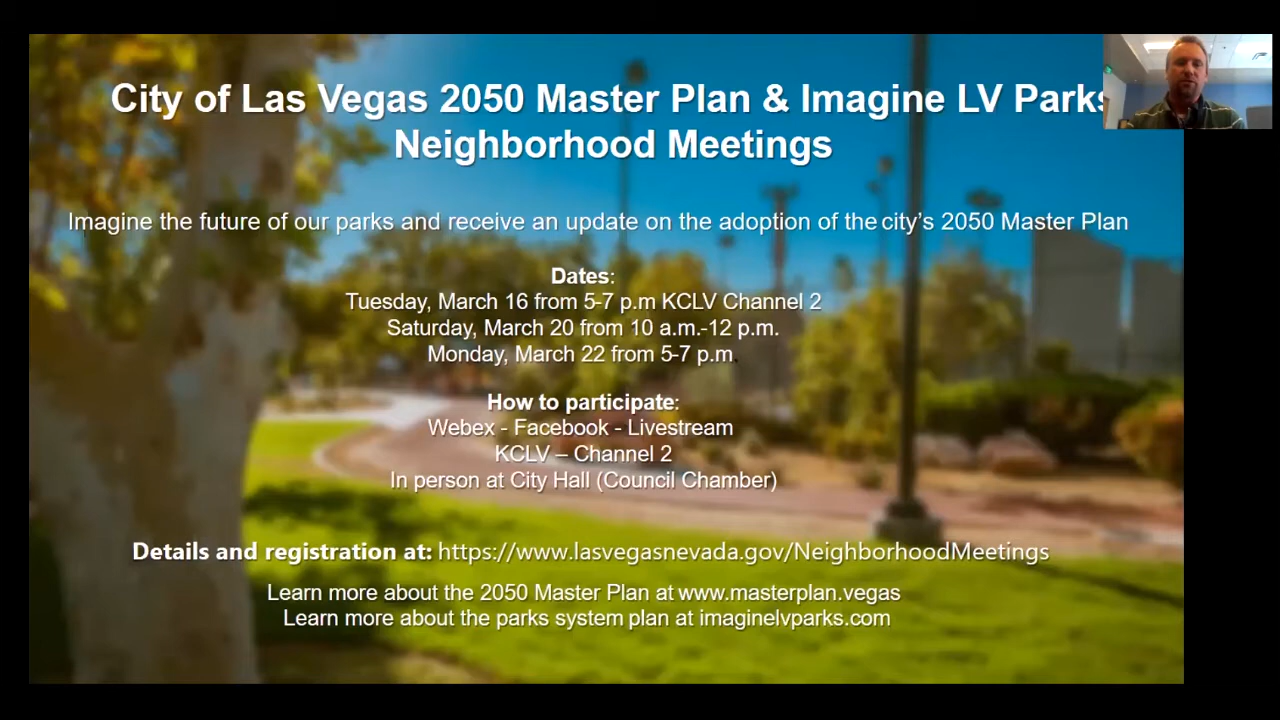 City of Las Vegas 2050 Master Plan & Imagine LV Parks
Neighborhood Meetings
Imagine the future of our parks and receive an update on the adoption of the city's 2050 Master Plan
Dates:
Tuesday, March 16 from 5-7 p.m KCLV Channel 2
Saturday, March 20 from 10 a.m.-12 p.m.
Monday, March 22 from 5-7 p.m.
How to participate:
Webex - Facebook - Livestream
KCLV – Channel 2
In person at City Hall (Council Chamber)
Details and registration at: https://www.lasvegasnevada.gov/NeighborhoodMeetings
Learn more about the 2050 Master Plan at www.masterplan.vegas
Learn more about the parks system plan at imaginelvparks.com